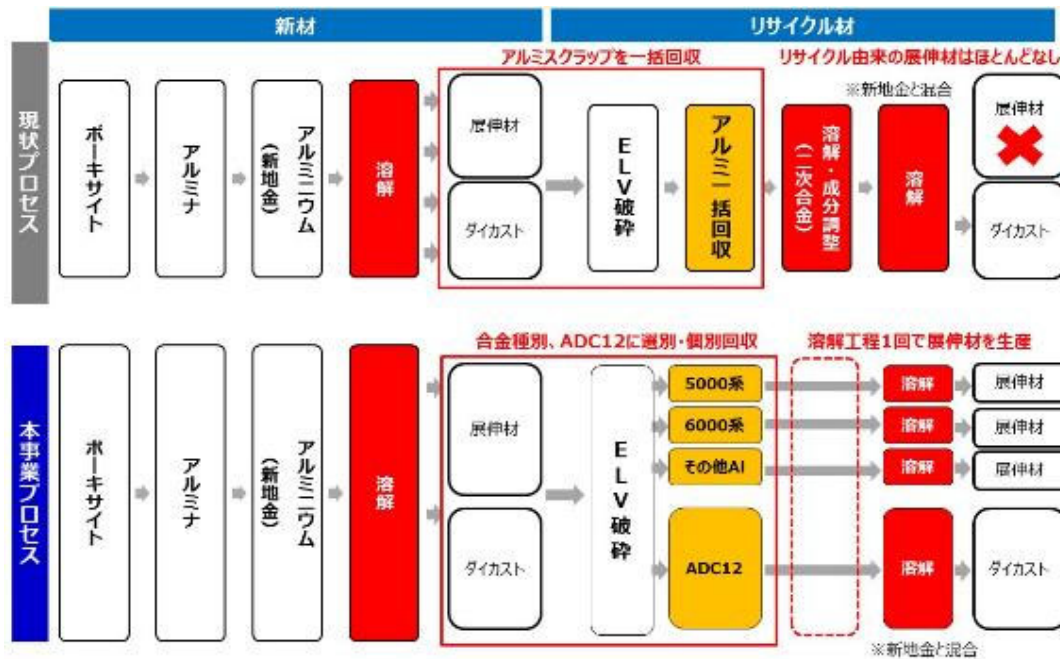 新材
リサイクル材
現状プロセス
アルミスクラップを一括回収
リサイクル由来の展伸材はほとんどなし
※新地金と混合
ボーキサイト
アルミナ
アルミニウム
(新地金)
溶解
展伸材
ダイカスト
ELV破砕
アルミ一括回収
溶解・成分調整
(二次合金)
溶解
展伸材
ダイカスト
本事業プロセス
合金種別、ADC12に選別・個別回収
溶解工程1回で展伸材を生産
ボーキサイト
アルミナ
アルミニウム
(新地金)
溶解
展伸材
ダイカスト
ELV破砕
5000系
溶解
展伸材
6000系
溶解
展伸材
その他Al
溶解
展伸材
ADC12
溶解
ダイカスト
※新地金と混合